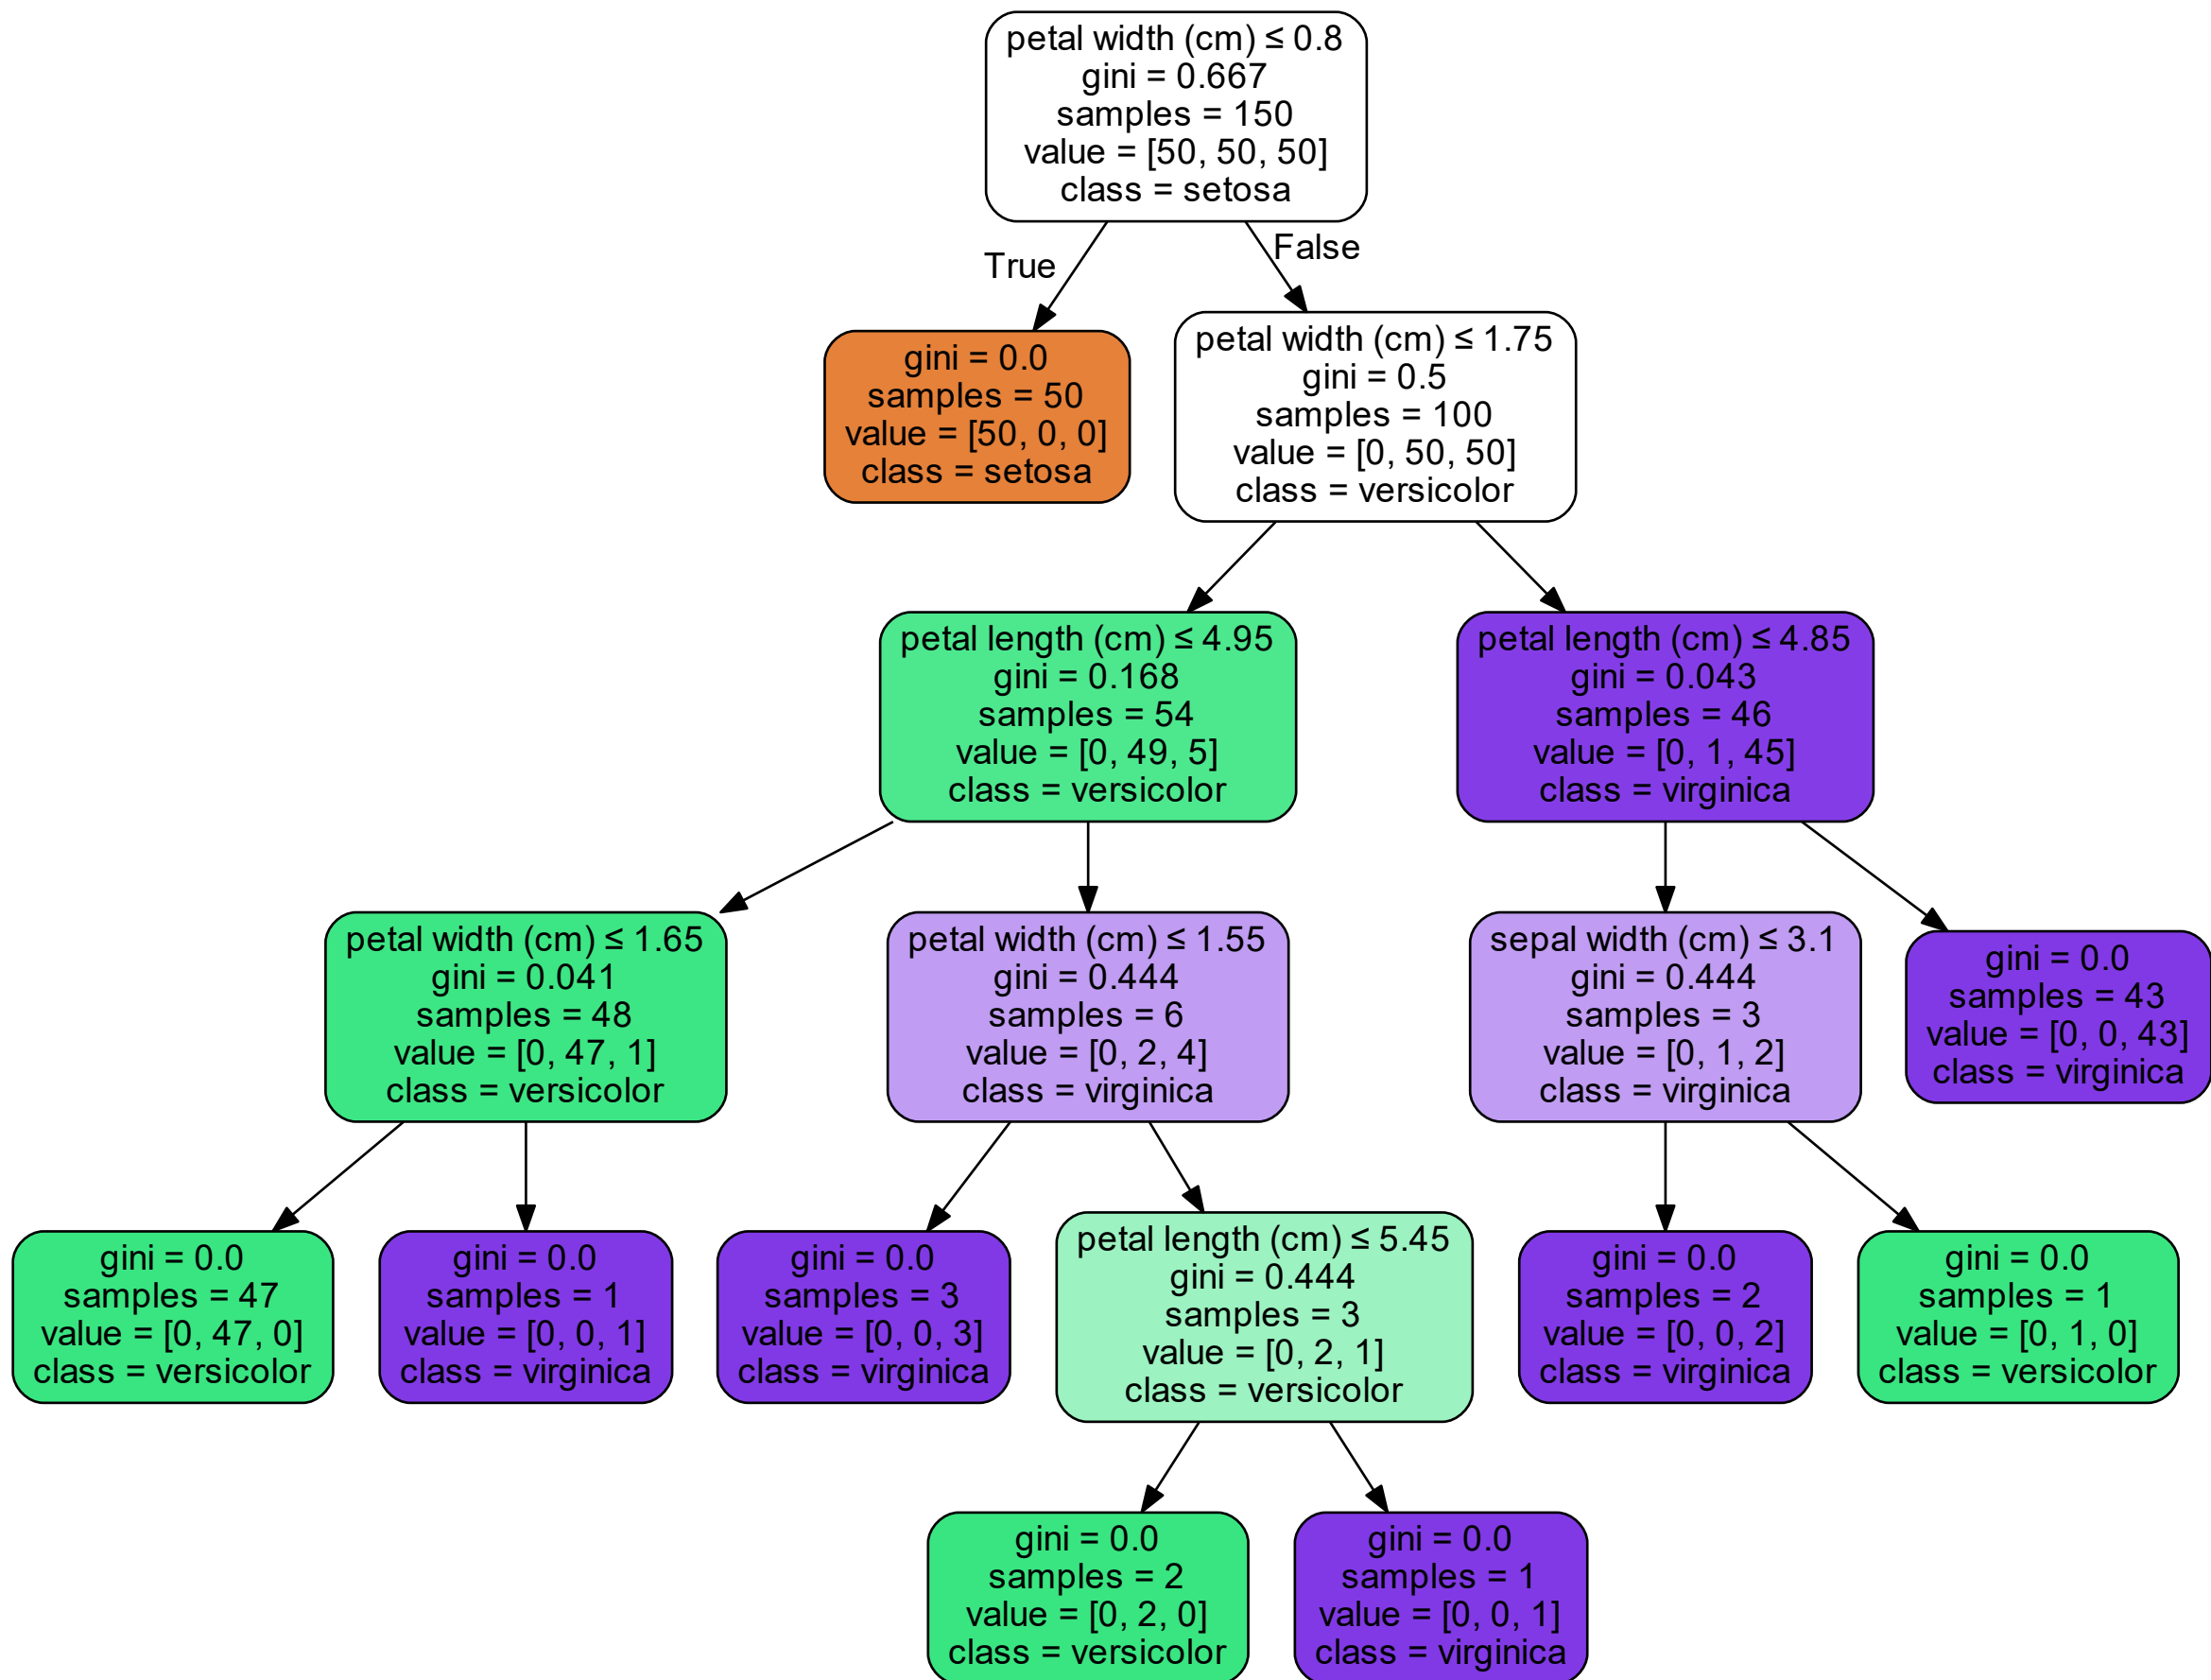 petal width (cm) ≤ 0.8
gini = 0.667
samples = 150
value = [50, 50, 50]
class = setosa
True
False
gini = 0.0
samples = 50
value = [50, 0, 0]
class = setosa
petal width (cm) ≤ 1.75
gini = 0.5
samples = 100
value = [0, 50, 50]
class = versicolor
petal length (cm) ≤ 4.95
gini = 0.168
samples = 54
value = [0, 49, 5]
class = versicolor
petal length (cm) ≤ 4.85
gini = 0.043
samples = 46
value = [0, 1, 45]
class = virginica
petal width (cm) ≤ 1.65
gini = 0.041
samples = 48
value = [0, 47, 1]
class = versicolor
petal width (cm) ≤ 1.55
gini = 0.444
samples = 6
value = [0, 2, 4]
class = virginica
sepal width (cm) ≤ 3.1
gini = 0.444
samples = 3
value = [0, 1, 2]
class = virginica
gini = 0.0
samples = 43
value = [0, 0, 43]
class = virginica
gini = 0.0
samples = 47
value = [0, 47, 0]
class = versicolor
gini = 0.0
samples = 1
value = [0, 0, 1]
class = virginica
gini = 0.0
samples = 3
value = [0, 0, 3]
class = virginica
petal length (cm) ≤ 5.45
gini = 0.444
samples = 3
value = [0, 2, 1]
class = versicolor
gini = 0.0
samples = 2
value = [0, 0, 2]
class = virginica
gini = 0.0
samples = 1
value = [0, 1, 0]
class = versicolor
gini = 0.0
samples = 2
value = [0, 2, 0]
class = versicolor
gini = 0.0
samples = 1
value = [0, 0, 1]
class = virginica